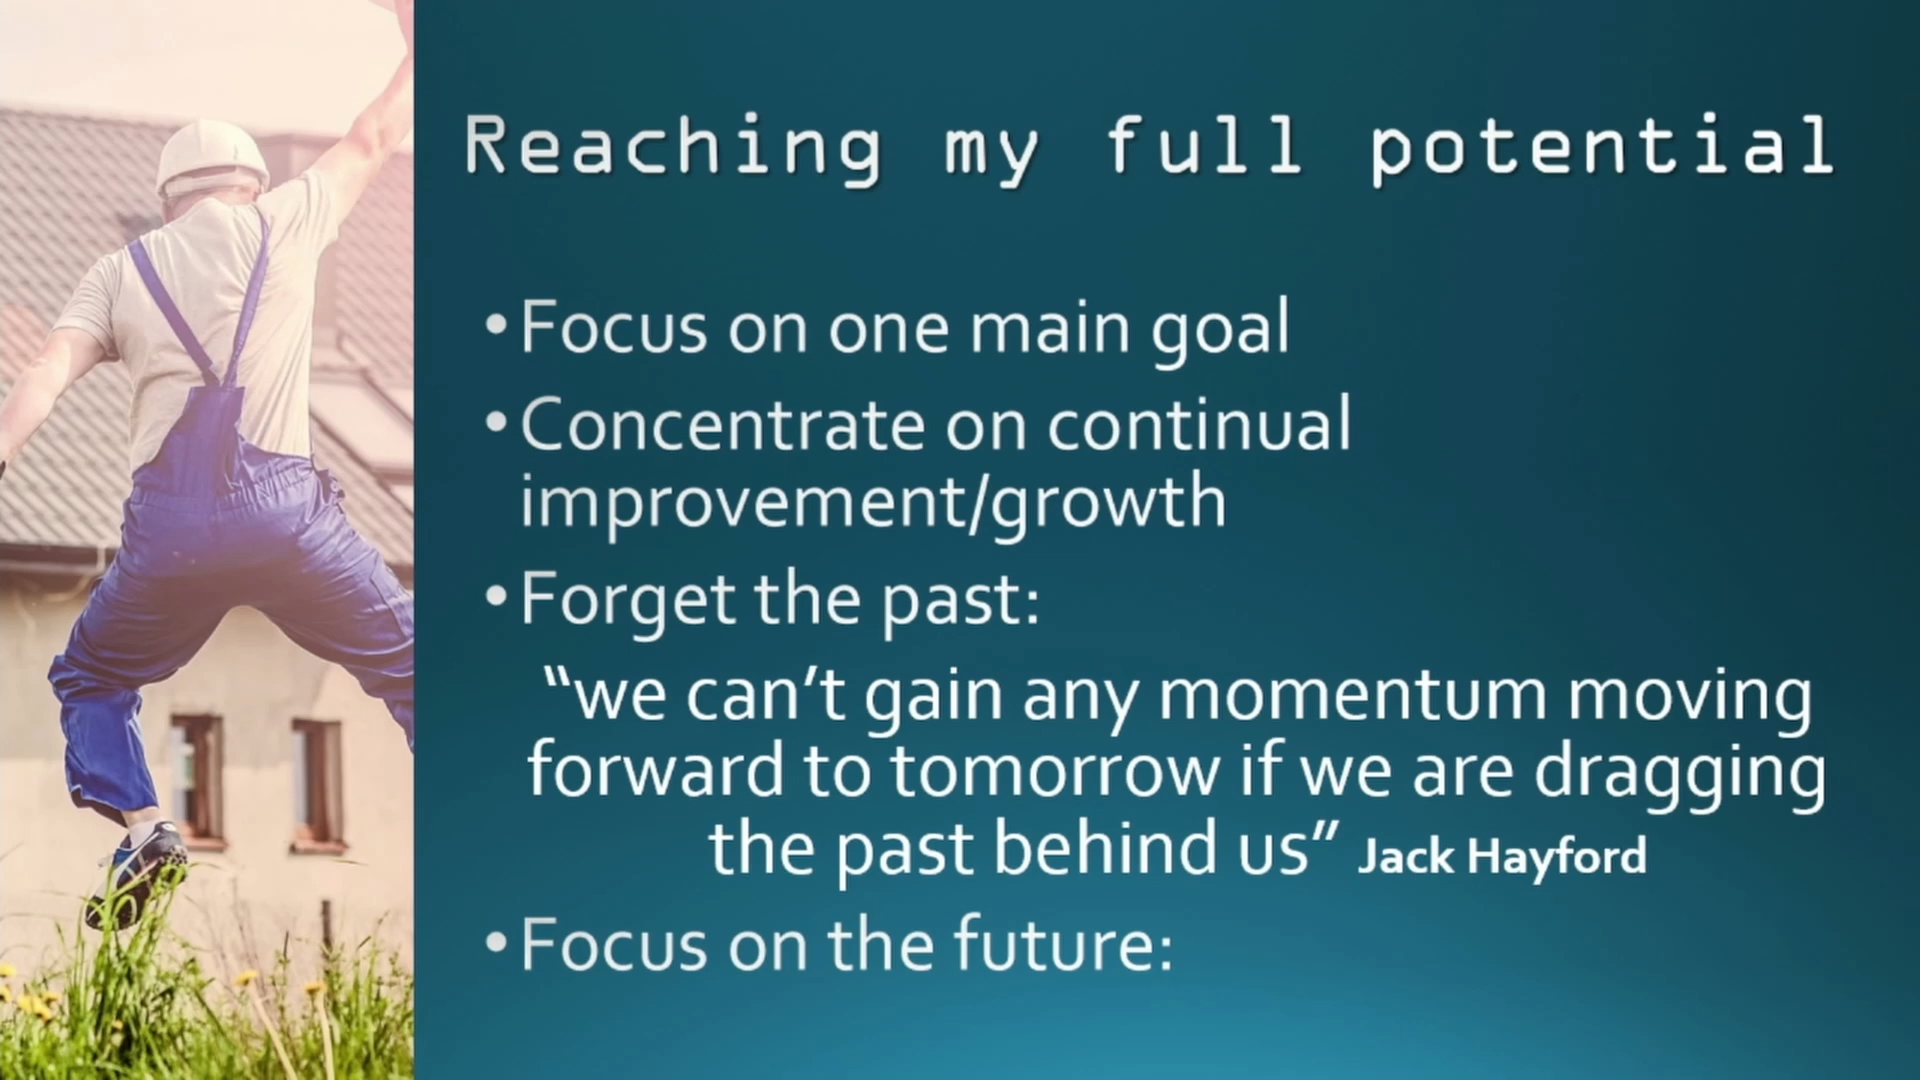 Reaching my full potential
•Focus on one main goal
•Concentrate on continual
improvement/growth
•Forget the past:
“we can’t gain any momentum moving
forward to tomorrow if we are dragging
the past behind us” Jack Hayford
•Focus on the future: